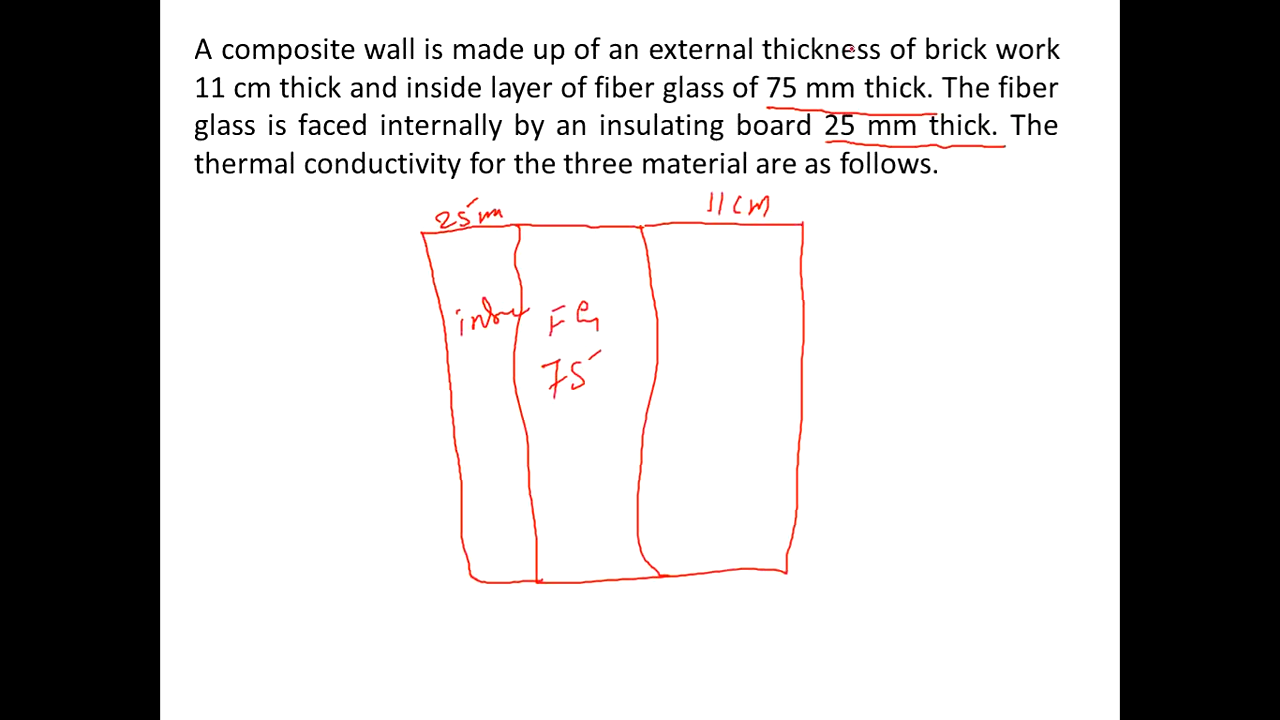 A composite wall is made up of an external thickness of brick work
11 cm thick and inside layer of fiber glass of 75 mm thick. The fiber
glass is faced internally by an insulating board 25 mm thick. The
thermal conductivity for the three material are as follows.
25 mm
11 cm
FG
75